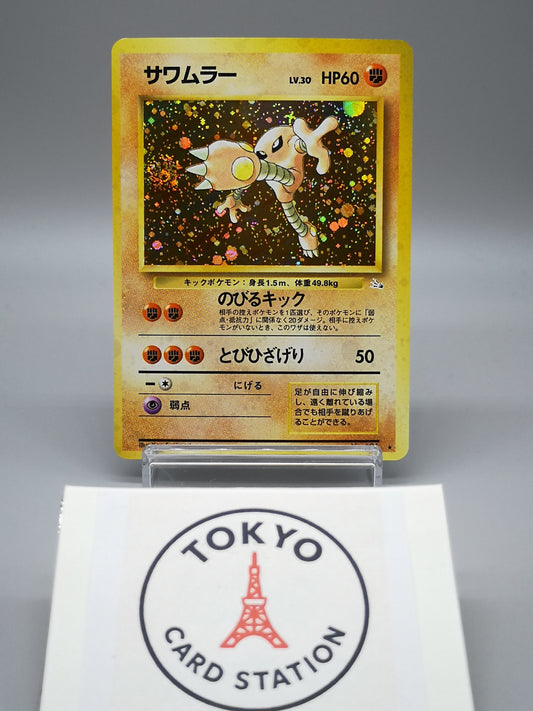 サワムラー LV.30 HP60
キックポケモン：身長1.5m、体重49.8kg
のびるキック
相手の控えポケモンを1匹選び、そのポケモンに「弱
点・抵抗力」に関係なく20ダメージ。相手に控えポケ
モンがいないとき、このワザは使えない。
とびひざげり 50
にげる
弱点
足が自由に伸び縮み
し、遠く離れている場
合でも相手を蹴りあげ
ることができる。
TOKYO
CARD STATION